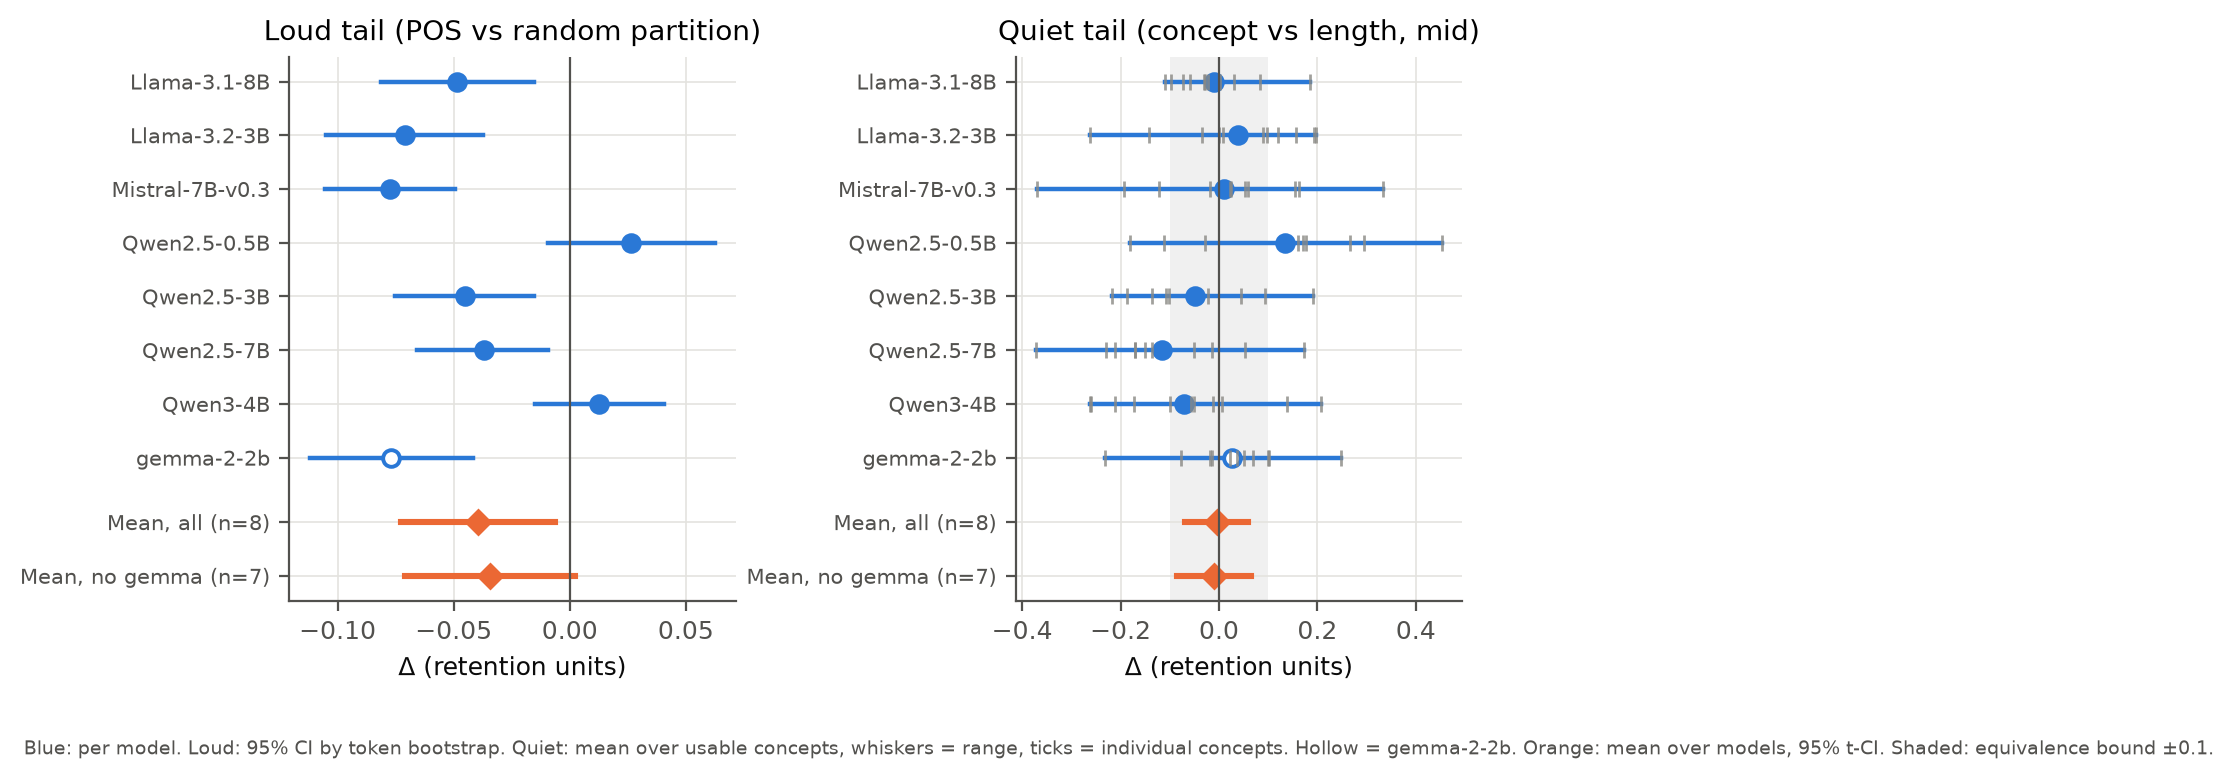 Loud tail (POS vs random partition)
Llama-3.1-8B
Llama-3.2-3B
Mistral-7B-v0.3
Qwen2.5-0.5B
Qwen2.5-3B
Qwen2.5-7B
Qwen3-4B
gemma-2-2b
Mean, all (n=8)
Mean, no gemma (n=7)
−0.10 −0.05 0.00 0.05
Δ (retention units)
Quiet tail (concept vs length, mid)
Llama-3.1-8B
Llama-3.2-3B
Mistral-7B-v0.3
Qwen2.5-0.5B
Qwen2.5-3B
Qwen2.5-7B
Qwen3-4B
gemma-2-2b
Mean, all (n=8)
Mean, no gemma (n=7)
−0.4 −0.2 0.0 0.2 0.4
Δ (retention units)
Blue: per model. Loud: 95% CI by token bootstrap. Quiet: mean over usable concepts, whiskers = range, ticks = individual concepts. Hollow = gemma-2-2b. Orange: mean over models, 95% t-CI. Shaded: equivalence bound ±0.1.